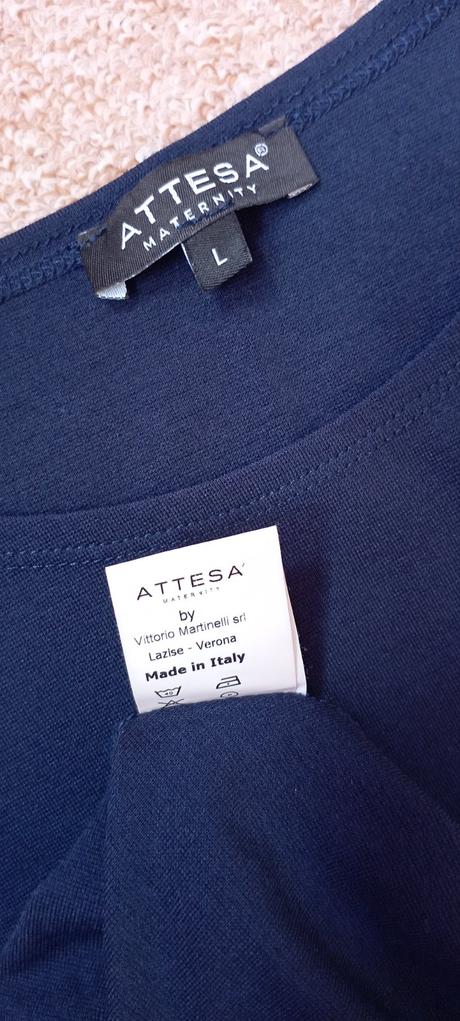 ATTESA®
MATERNITY
L
ATTESA
MATERNITY
by
Vittorio Martinelli srl
Lazise - Verona
Made in Italy